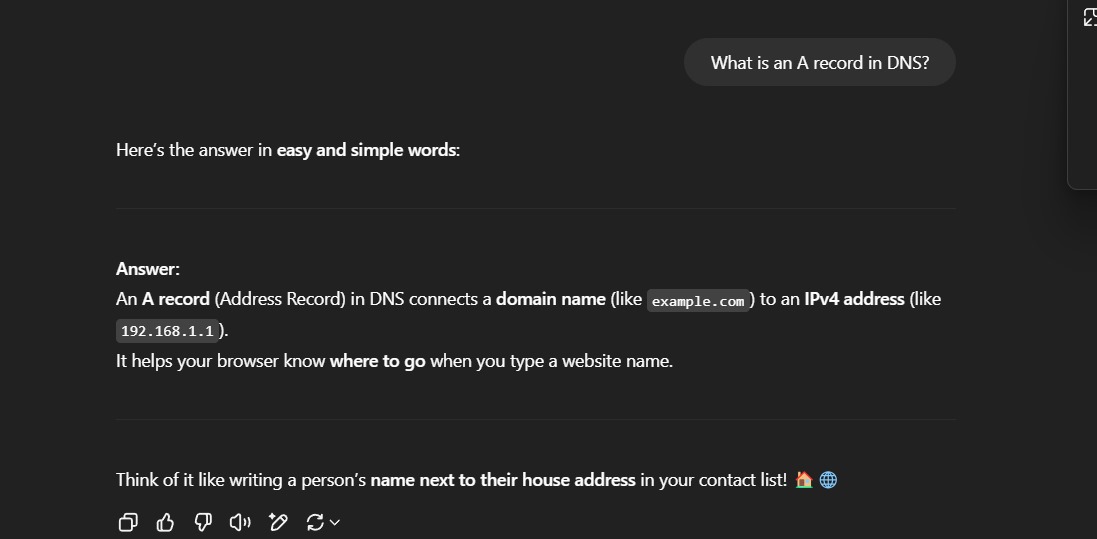 What is an A record in DNS?
Here's the answer in easy and simple words:
Answer:
An A record (Address Record) in DNS connects a domain name (like example.com) to an IPv4 address (like
192.168.1.1).
It helps your browser know where to go when you type a website name.
Think of it like writing a person's name next to their house address in your contact list! 🏠 🌐